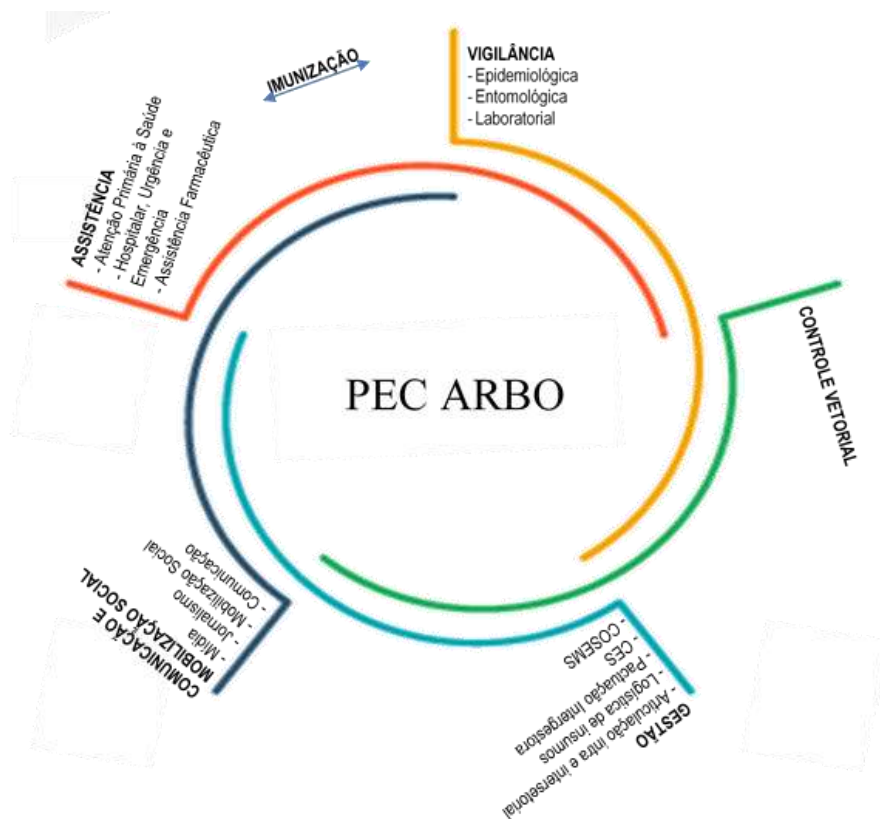 IMUNIZAÇÃO
VIGILÂNCIA
- Epidemiológica
- Entomológica
- Laboratorial
ASSISTÊNCIA
- Atenção Primária à Saúde
- Hospitalar, Urgência e
Emergência
- Assistência Farmacêutica
CONTROLE VETORIAL
PEC ARBO
GESTÃO
- Articulação intra e intersetorial
- Logística de insumos
- Pactuação Intergestora
- CES
- COSEMS
COMUNICAÇÃO E
MOBILIZAÇÃO SOCIAL
- Mídia
- Jornalismo
- Mobilização Social
- Comunicação